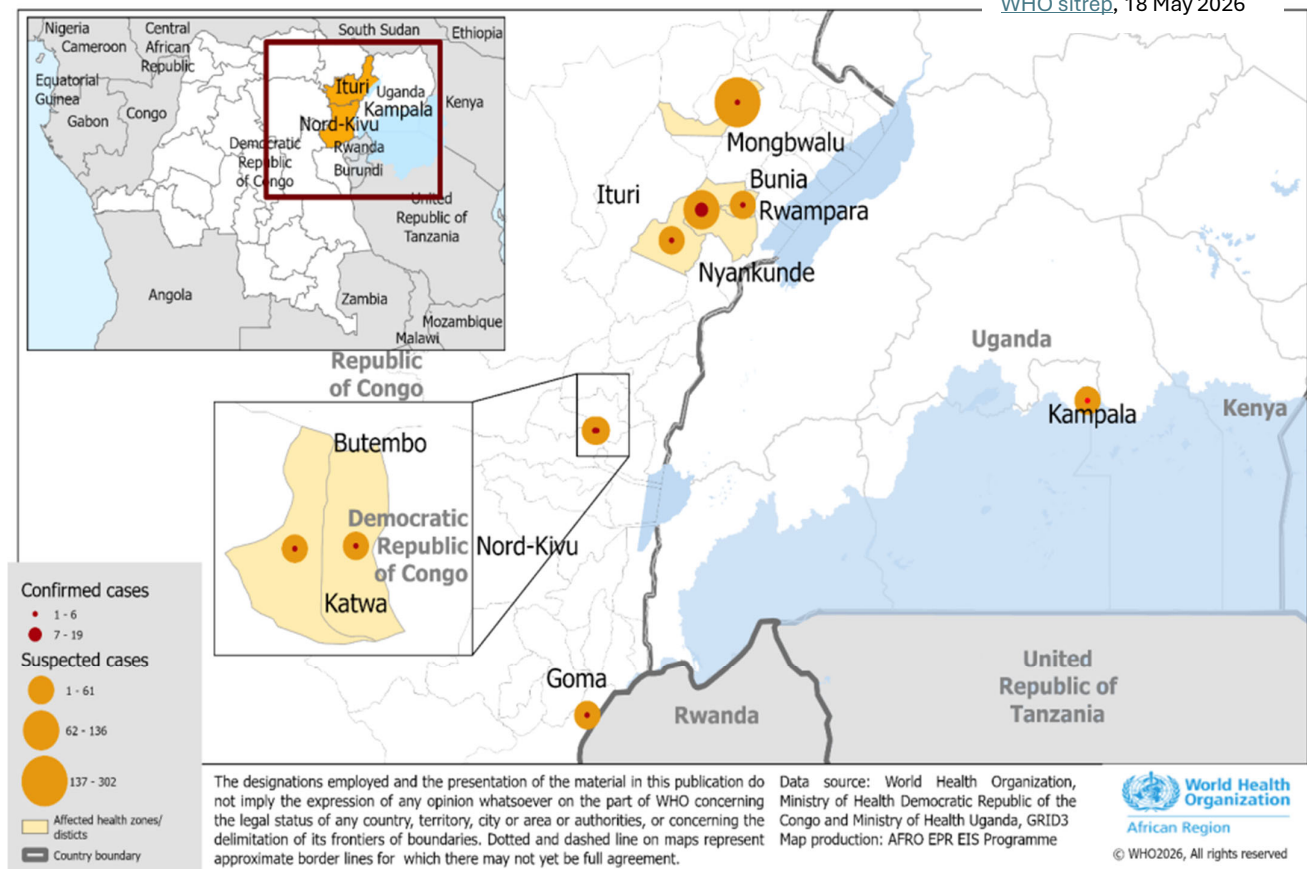 WHO sitrep, 18 May 2026
Nigeria
Cameroon
Central
African
Republic
South Sudan
Ethiopia
Equatorial
Guinea
Gabon
Congo
Ituri
Uganda
Kampala
Kenya
Nord-Kivu
Democratic
Republic
of Congo
Rwanda
Burundi
United
Republic of
Tanzania
Angola
Zambia
Mozambique
Malawi
Mongbwalu
Ituri
Bunia
Rwampara
Nyankunde
Republic
of Congo
Uganda
Kampala
Kenya
Butembo
Democratic
Republic
of Congo
Nord-Kivu
Katwa
Goma
Rwanda
United
Republic of
Tanzania
Confirmed cases
1 - 6
7 - 19
Suspected cases
1 - 61
62 - 136
137 - 302
Affected health zones/
disticts
Country boundary
The designations employed and the presentation of the material in this publication do
not imply the expression of any opinion whatsoever on the part of WHO concerning
the legal status of any country, territory, city or area or authorities, or concerning the
delimitation of its frontiers of boundaries. Dotted and dashed line on maps represent
approximate border lines for which there may not yet be full agreement.
Data source: World Health Organization,
Ministry of Health Democratic Republic of the
Congo and Ministry of Health Uganda, GRID3
Map production: AFRO EPR EIS Programme
World Health
Organization
African Region
© WHO2026, All rights reserved